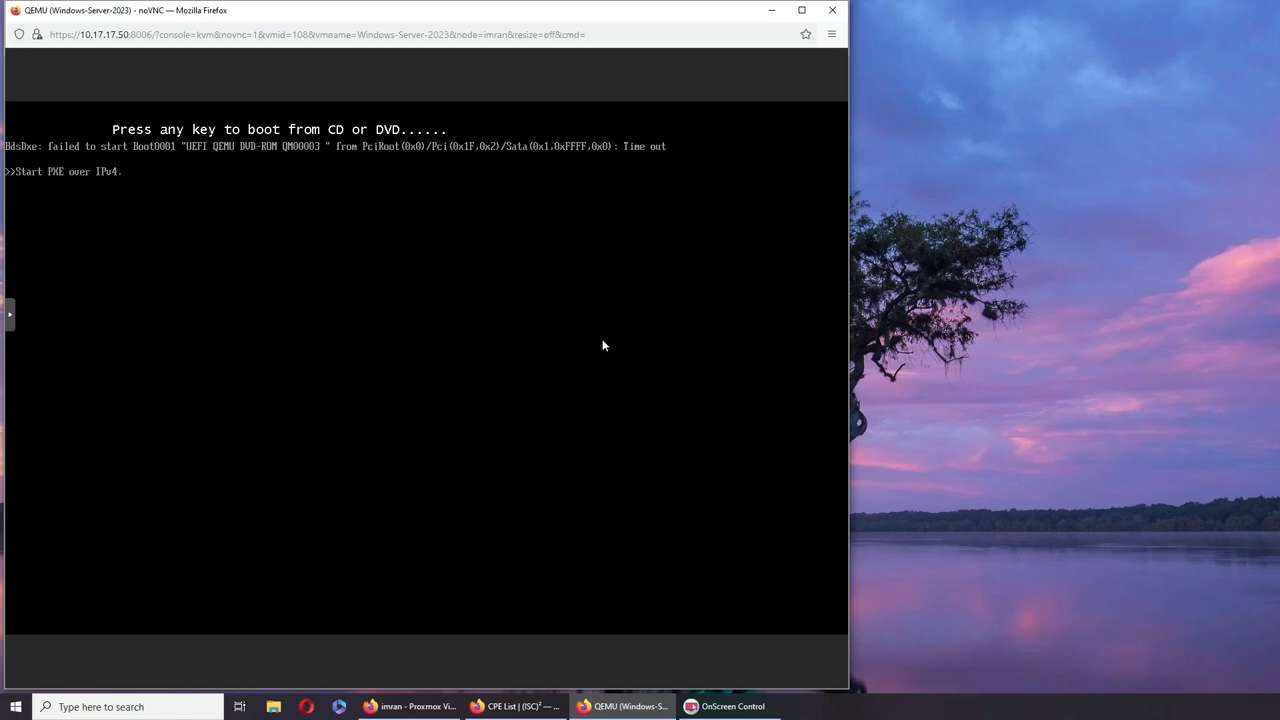 QEMU (Windows-Server-2023) - noVNC — Mozilla Firefox
https://10.17.17.50:8006/?console=kvm&novnc=1&vmid=108&vmname=Windows-Server-2023&node=imran&resize=off&cmd=
Press any key to boot from CD or DVD......
BdsDxe: failed to start Boot0001 "UEFI QEMU DVD-ROM QM00003 " from PciRoot(0x0)/Pci(0x1F,0x2)/Sata(0x1,0xFFFF,0x0): Time out
>>Start PXE over IPv4.
Type here to search
imran - Proxmox Vi...
CPE List | (ISC)² — ...
QEMU (Windows-S...
OnScreen Control